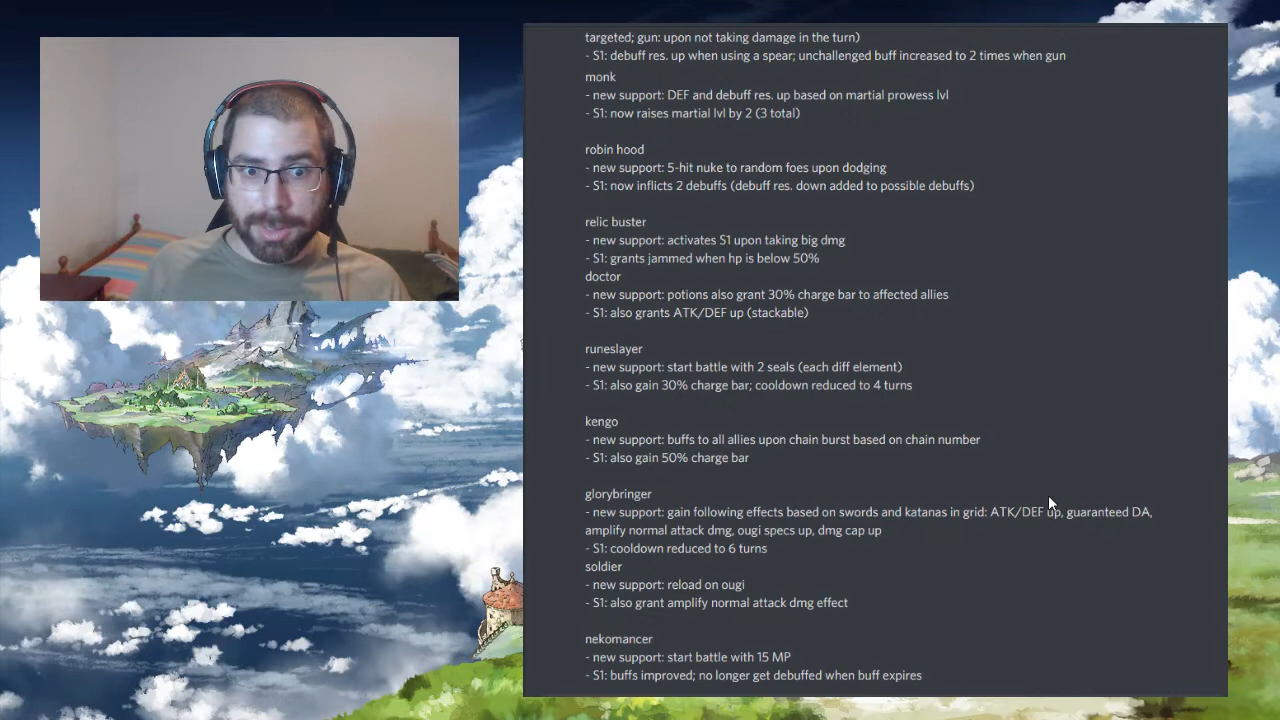 targeted; gun: upon not taking damage in the turn)
- S1: debuff res. up when using a spear; unchallenged buff increased to 2 times when gun
monk
- new support: DEF and debuff res. up based on martial prowess lvl
- S1: now raises martial lvl by 2 (3 total)
robin hood
- new support: 5-hit nuke to random foes upon dodging
- S1: now inflicts 2 debuffs (debuff res. down added to possible debuffs)
relic buster
- new support: activates S1 upon taking big dmg
- S1: grants jammed when hp is below 50%
doctor
- new support: potions also grant 30% charge bar to affected allies
- S1: also grants ATK/DEF up (stackable)
runeslayer
- new support: start battle with 2 seals (each diff element)
- S1: also gain 30% charge bar; cooldown reduced to 4 turns
kengo
- new support: buffs to all allies upon chain burst based on chain number
- S1: also gain 50% charge bar
glorybringer
- new support: gain following effects based on swords and katanas in grid: ATK/DEF up, guaranteed DA,
amplify normal attack dmg, ougi specs up, dmg cap up
- S1: cooldown reduced to 6 turns
soldier
- new support: reload on ougi
- S1: also grant amplify normal attack dmg effect
nekomancer
- new support: start battle with 15 MP
- S1: buffs improved; no longer get debuffed when buff expires